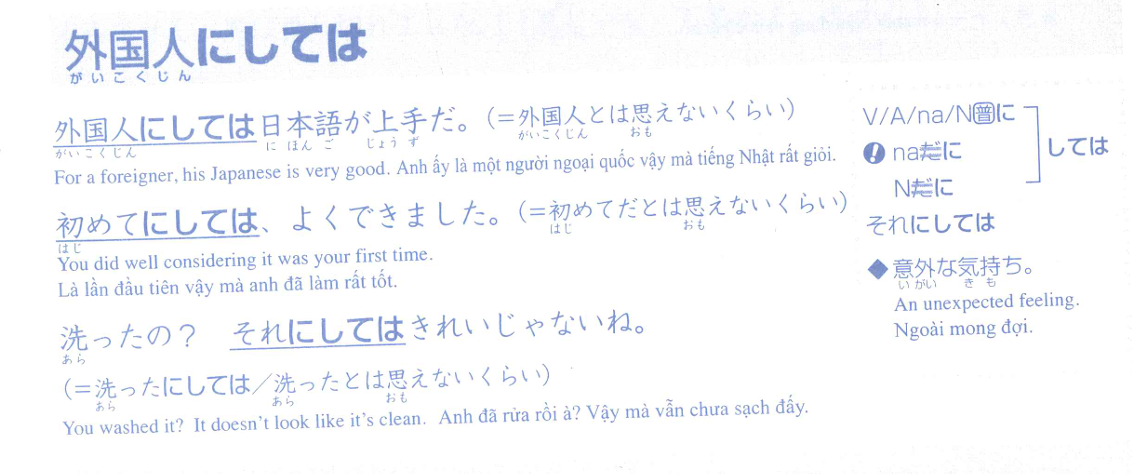 外国人にしては
がいこくじん
外国人にしては日本語が上手だ。(=外国人とは思えないくらい)
がいこくじん に ほん ご じょう ず がいこくじん おも
For a foreigner, his Japanese is very good. Anh ấy là một người ngoại quốc vậy mà tiếng Nhật rất giỏi.
初めてにしては、よくできました。(=初めてだとは思えないくらい)
はじ はじ おも
You did well considering it was your first time.
Là lần đầu tiên vậy mà anh đã làm rất tốt.
洗ったの? それにしてはきれいじゃないね。
あら
(=洗ったにしては/洗ったとは思えないくらい)
あら あら おも
You washed it? It doesn't look like it's clean. Anh đã rửa rồi à? Vậy mà vẫn chưa sạch đấy.
V/A/na/N普に
❗ naだに しては
Nだに
それにしては
◆意外な気持ち。
い がい き も
An unexpected feeling.
Ngoài mong đợi.